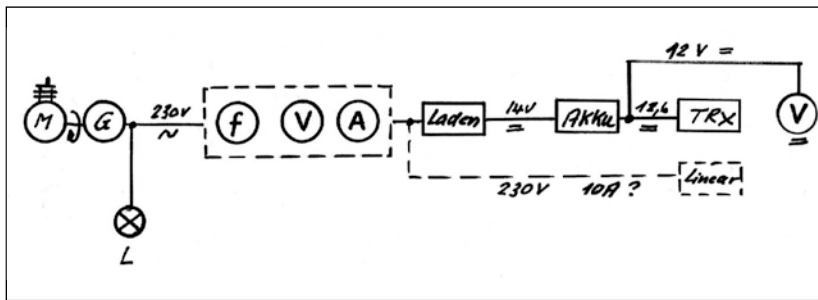 12 V =
M G 230V ~ f V A Laden 14V = Akku 13,6 = TRX V =
230V 10A ? Linear
L